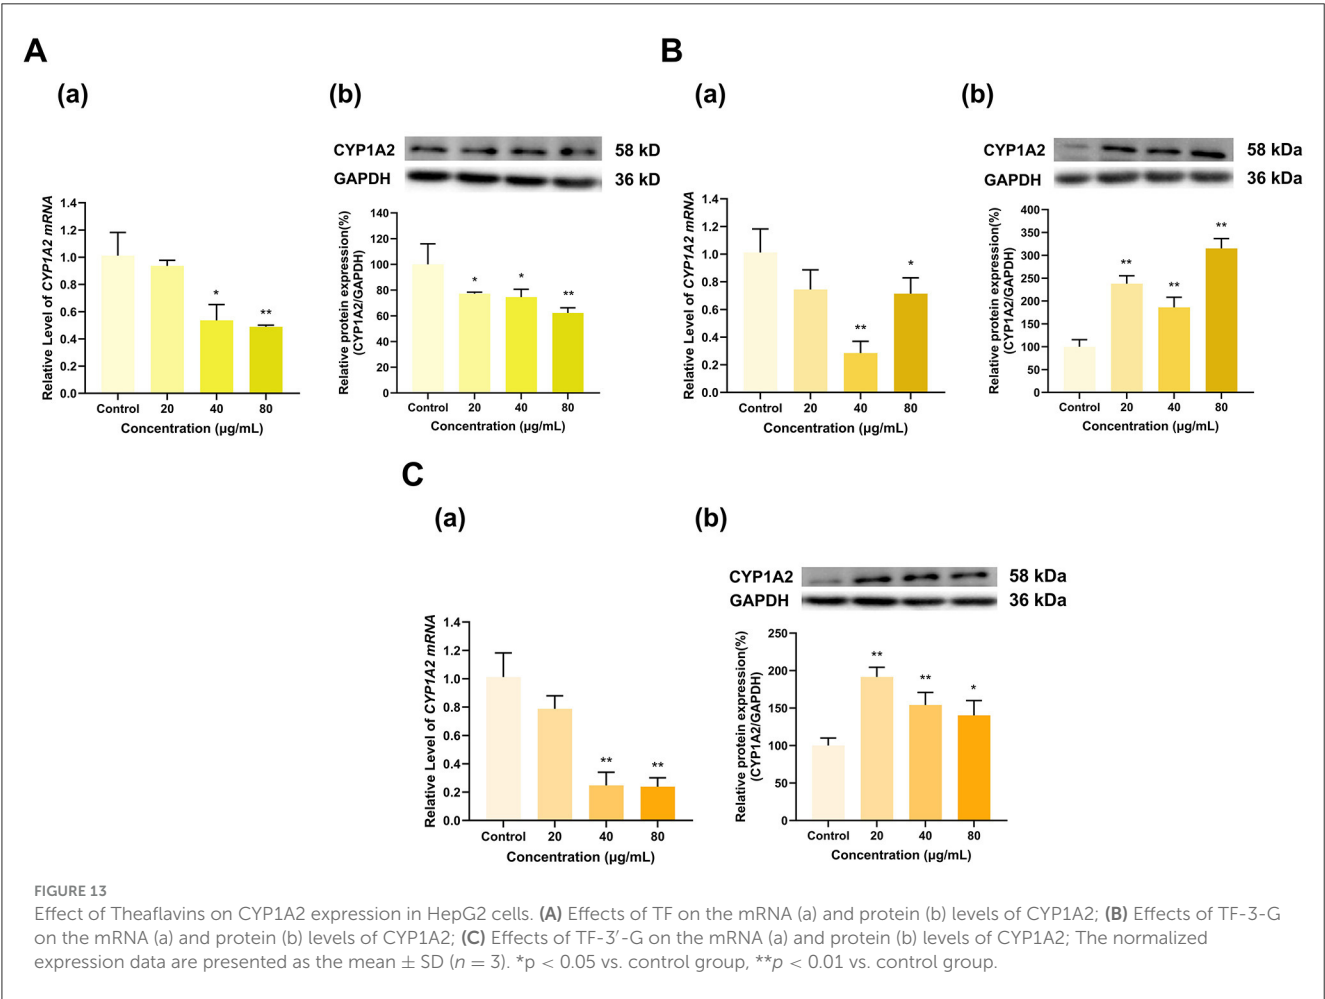 A
B
(a)
(b)
(a)
(b)
CYP1A2 58 kD
GAPDH 36 kD
CYP1A2 58 kDa
GAPDH 36 kDa
Relative Level of CYP1A2 mRNA
1.4
1.2
1.0
0.8
0.6
0.4
0.2
0.0
* **
Control 20 40 80
Concentration (µg/mL)
Relative protein expression(%)
(CYP1A2/GAPDH)
140
120
100
80
60
40
20
0
* * **
Control 20 40 80
Concentration (µg/mL)
Relative Level of CYP1A2 mRNA
1.4
1.2
1.0
0.8
0.6
0.4
0.2
0.0
** *
Control 20 40 80
Concentration (µg/mL)
Relative protein expression(%)
(CYP1A2/GAPDH)
400
350
300
250
200
150
100
50
0
** ** **
Control 20 40 80
Concentration (µg/mL)
C
(a)
(b)
CYP1A2 58 kDa
GAPDH 36 kDa
Relative Level of CYP1A2 mRNA
1.4
1.2
1.0
0.8
0.6
0.4
0.2
0.0
** **
Control 20 40 80
Concentration (µg/mL)
Relative protein expression(%)
(CYP1A2/GAPDH)
250
200
150
100
50
0
** ** *
Control 20 40 80
Concentration (µg/mL)
FIGURE 13
Effect of Theaflavins on CYP1A2 expression in HepG2 cells. (A) Effects of TF on the mRNA (a) and protein (b) levels of CYP1A2; (B) Effects of TF-3-G
on the mRNA (a) and protein (b) levels of CYP1A2; (C) Effects of TF-3′-G on the mRNA (a) and protein (b) levels of CYP1A2; The normalized
expression data are presented as the mean ± SD (n = 3). *p < 0.05 vs. control group, **p < 0.01 vs. control group.